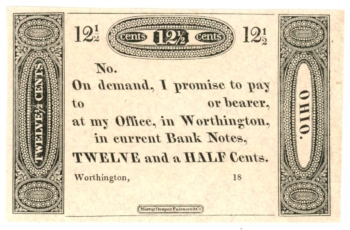 12½ cents 12½ cents 12½
No.
On demand, I promise to pay
to or bearer,
at my Office, in Worthington,
in current Bank Notes,
TWELVE and a HALF Cents.
Worthington, 18
TWELVE ½ CENTS
OHIO.